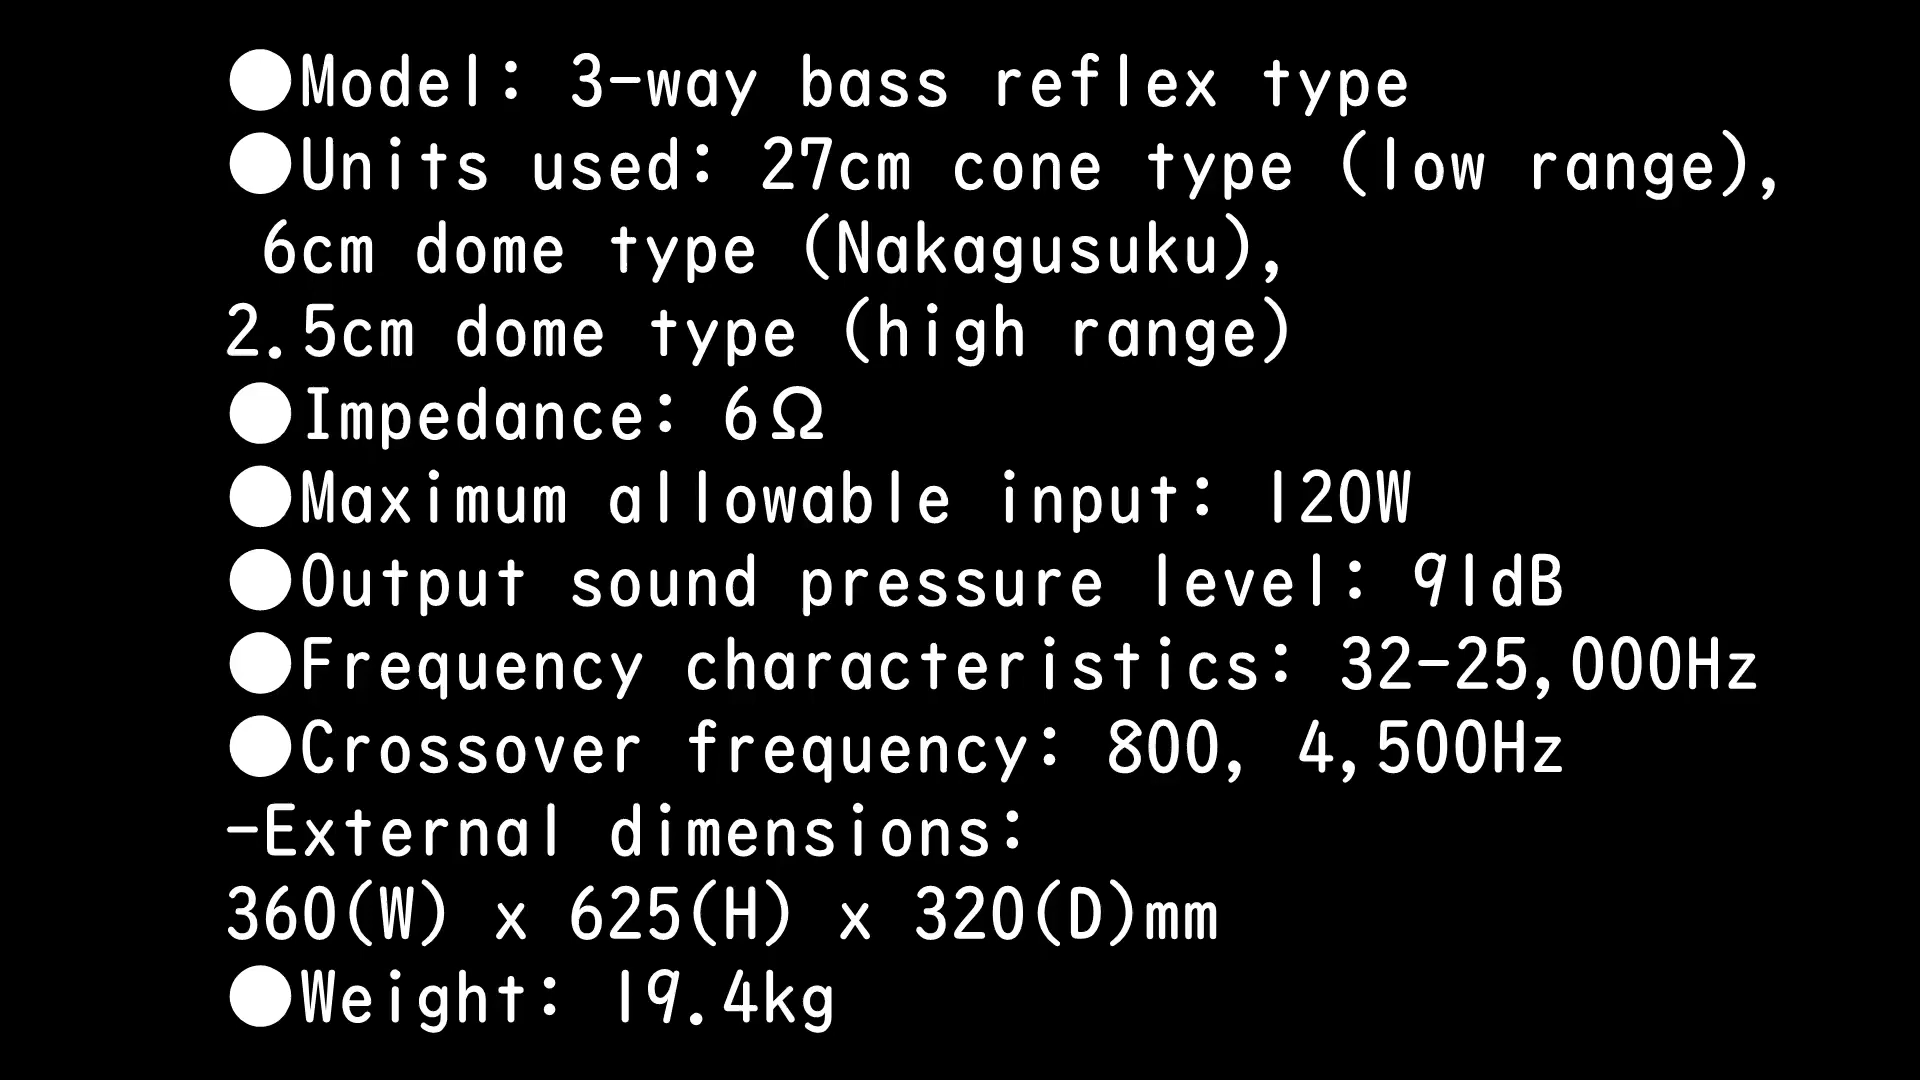 ●Model: 3-way bass reflex type
●Units used: 27cm cone type (low range),
6cm dome type (Nakagusuku),
2.5cm dome type (high range)
●Impedance: 6Ω
●Maximum allowable input: 120W
●Output sound pressure level: 91dB
●Frequency characteristics: 32-25,000Hz
●Crossover frequency: 800, 4,500Hz
-External dimensions:
360(W) x 625(H) x 320(D)mm
●Weight: 19.4kg